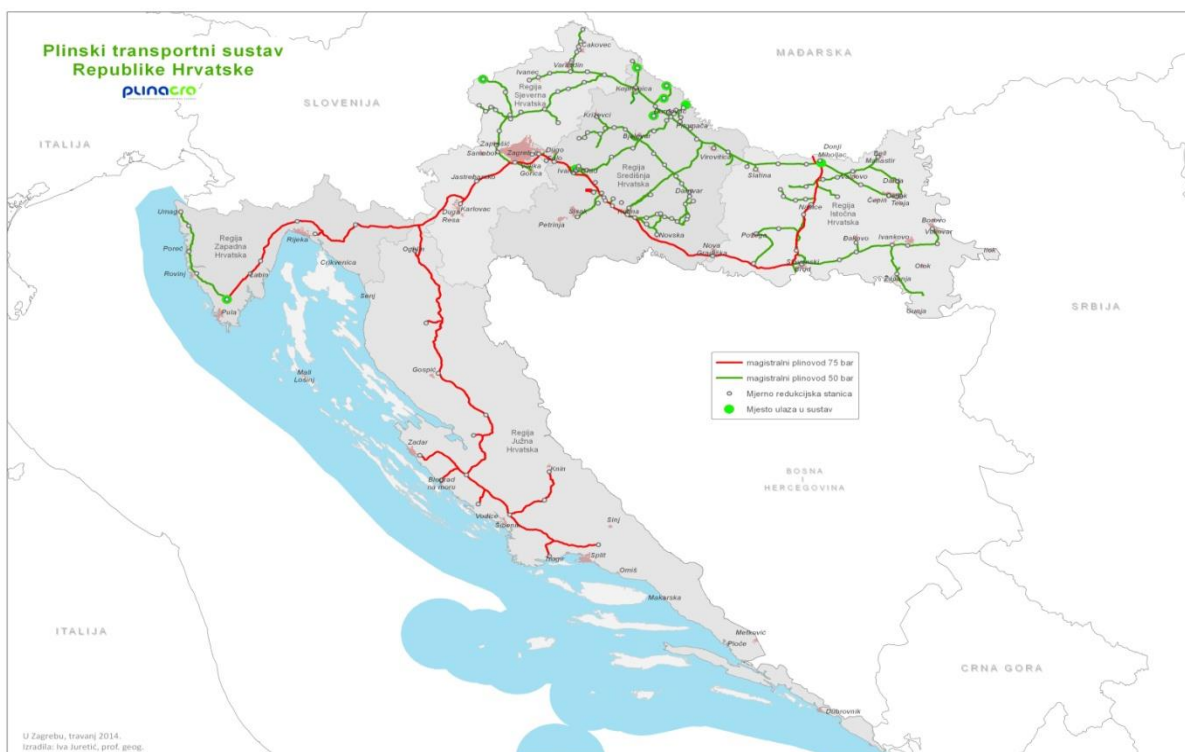 Plinski transportni sustav
Republike Hrvatske
PLINACRO
MAĐARSKA
SLOVENIJA
ITALIJA
SRBIJA
BOSNA
I
HERCEGOVINA
CRNA GORA
ITALIJA
Čakovec
Varaždin
Ivanec
Regija
Sjeverna
Hrvatska
Koprivnica
Križevci
Bjelovar
Pitomača
Virovitica
Zaprešić
Samobor
Zagreb
Dugo
Gorica
Jastrebarsko
Karlovac
Duga
Resa
Regija
Središnja
Hrvatska
Petrinja
Sisak
Kutina
Novska
Daruvar
Nova
Gradiška
Slatina
Donji
Miholjac
Beli
Manastir
Valpovo
Čepin
Tenja
Našice
Regija
Istočna
Hrvatska
Požega
Slavonski
Brod
Đakovo
Ivankovo
Borovo
Vukovar
Ilok
Otok
Županja
Gunja
Umag
Poreč
Rovinj
Pula
Labin
Regija
Zapadna
Hrvatska
Rijeka
Crikvenica
Ogulin
Senj
Mali
Lošinj
Gospić
Regija
Južna
Hrvatska
Zadar
Biograd
na moru
Knin
Vodice
Šibenik
Sinj
Split
Omiš
Makarska
Metković
Ploče
Dubrovnik
magistralni plinovod 75 bar
magistralni plinovod 50 bar
Mjerno redukcijska stanica
Mjesto ulaza u sustav
U Zagrebu, travanj 2014.
Izradila: Iva Juretić, prof. geog.